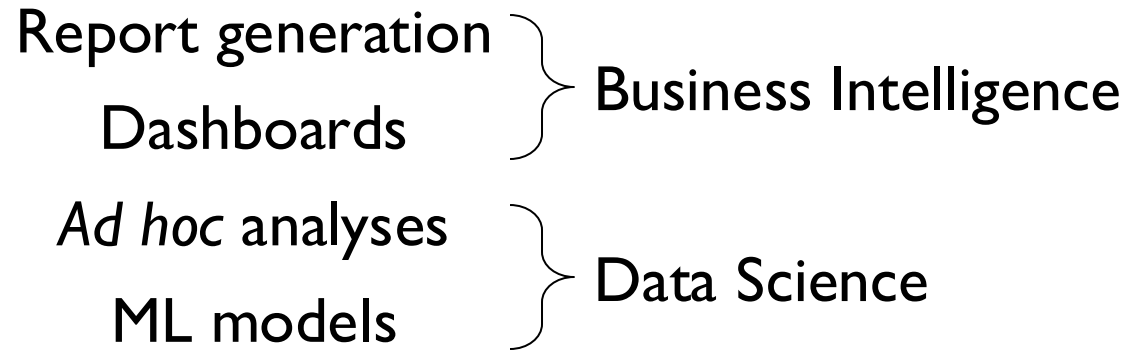 Report generation
Dashboards
Business Intelligence
Ad hoc analyses
ML models
Data Science